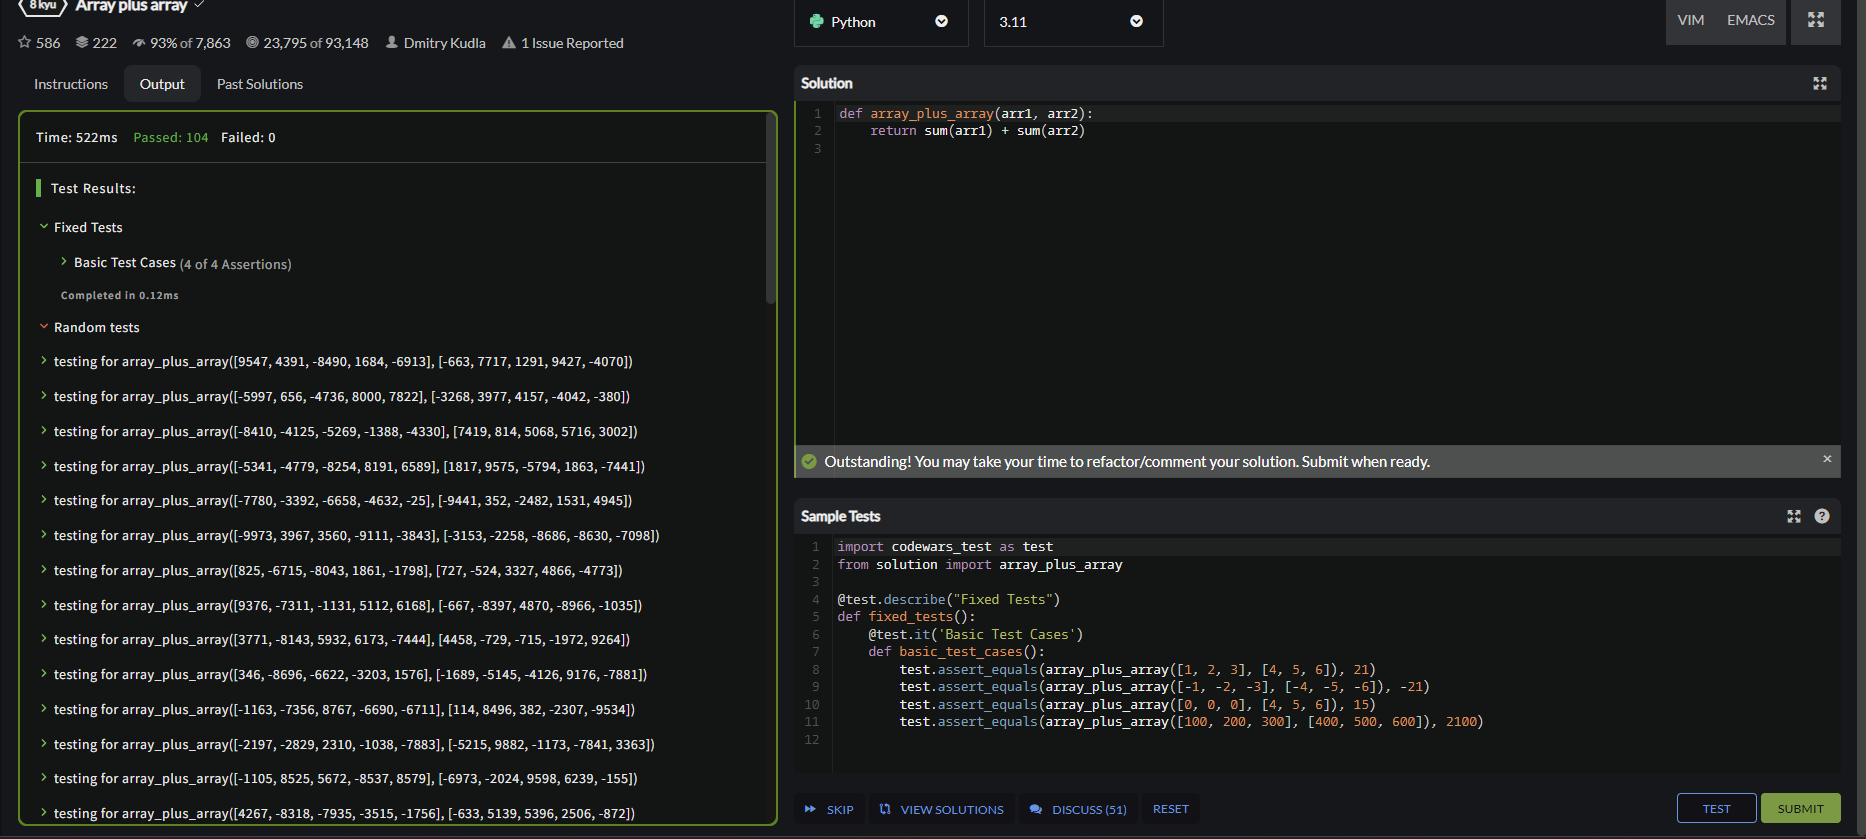 8 kyu Array plus array
586 222 93% of 7,863 23,795 of 93,148 Dmitry Kudla 1 Issue Reported
Instructions Output Past Solutions
Time: 522ms Passed: 104 Failed: 0
Test Results:
Fixed Tests
Basic Test Cases (4 of 4 Assertions)
Completed in 0.12ms
Random tests
testing for array_plus_array([9547, 4391, -8490, 1684, -6913], [-663, 7717, 1291, 9427, -4070])
testing for array_plus_array([-5997, 656, -4736, 8000, 7822], [-3268, 3977, 4157, -4042, -380])
testing for array_plus_array([-8410, -4125, -5269, -1388, -4330], [7419, 814, 5068, 5716, 3002])
testing for array_plus_array([-5341, -4779, -8254, 8191, 6589], [1817, 9575, -5794, 1863, -7441])
testing for array_plus_array([-7780, -3392, -6658, -4632, -25], [-9441, 352, -2482, 1531, 4945])
testing for array_plus_array([-9973, 3967, 3560, -9111, -3843], [-3153, -2258, -8686, -8630, -7098])
testing for array_plus_array([825, -6715, -8043, 1861, -1798], [727, -524, 3327, 4866, -4773])
testing for array_plus_array([9376, -7311, -1131, 5112, 6168], [-667, -8397, 4870, -8966, -1035])
testing for array_plus_array([3771, -8143, 5932, 6173, -7444], [4458, -729, -715, -1972, 9264])
testing for array_plus_array([346, -8696, -6622, -3203, 1576], [-1689, -5145, -4126, 9176, -7881])
testing for array_plus_array([-1163, -7356, 8767, -6690, -6711], [114, 8496, 382, -2307, -9534])
testing for array_plus_array([-2197, -2829, 2310, -1038, -7883], [-5215, 9882, -1173, -7841, 3363])
testing for array_plus_array([-1105, 8525, 5672, -8537, 8579], [-6973, -2024, 9598, 6239, -155])
testing for array_plus_array([4267, -8318, -7935, -3515, -1756], [-633, 5139, 5396, 2506, -872])
Python 3.11 VIM EMACS
Solution
1 def array_plus_array(arr1, arr2):
2     return sum(arr1) + sum(arr2)
3
Outstanding! You may take your time to refactor/comment your solution. Submit when ready. ×
Sample Tests ?
1 import codewars_test as test
2 from solution import array_plus_array
3
4 @test.describe("Fixed Tests")
5 def fixed_tests():
6     @test.it('Basic Test Cases')
7     def basic_test_cases():
8         test.assert_equals(array_plus_array([1, 2, 3], [4, 5, 6]), 21)
9         test.assert_equals(array_plus_array([-1, -2, -3], [-4, -5, -6]), -21)
10         test.assert_equals(array_plus_array([0, 0, 0], [4, 5, 6]), 15)
11         test.assert_equals(array_plus_array([100, 200, 300], [400, 500, 600]), 2100)
12
SKIP VIEW SOLUTIONS DISCUSS (51) RESET TEST SUBMIT